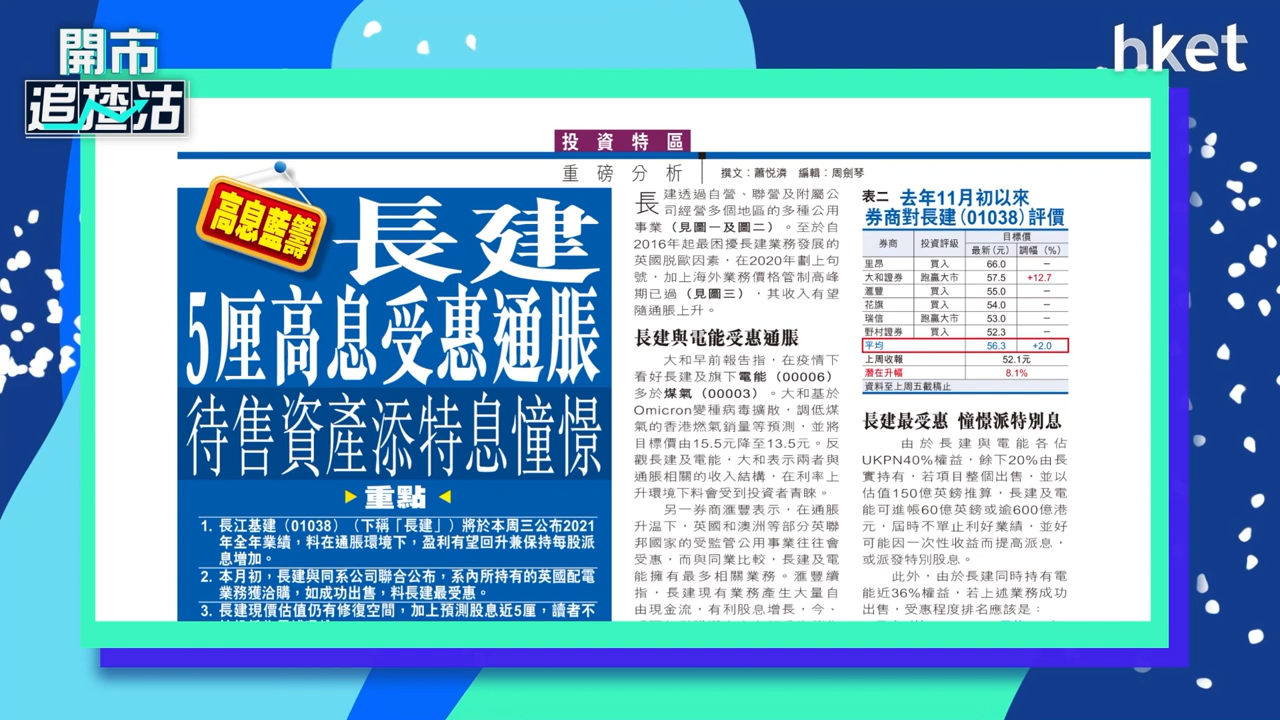 開市
追揸沽
hket
投資特區
重磅分析 撰文：蕭悅濟 編輯：周劍琴
高息藍籌
長建
5厘高息受惠通脹
待售資產添特息憧憬
重點
1. 長江基建（01038）（下稱「長建」）將於本周三公布2021
年全年業績，料在通脹環境下，盈利有望回升兼保持每股派
息增加。
2. 本月初，長建與同系公司聯合公布，系內所持有的英國配電
業務獲洽購，如成功出售，料長建最受惠。
3. 長建現價估值仍有修復空間，加上預測股息近5厘，讀者不
長建透過自營、聯營及附屬公
司經營多個地區的多種公用
事業（見圖一及圖二）。至於自
2016年起最困擾長建業務發展的
英國脫歐因素，在2020年劃上句
號，加上海外業務價格管制高峰
期已過（見圖三），其收入有望
隨通脹上升。
長建與電能受惠通脹
大和早前報告指，在疫情下
看好長建及旗下電能（00006）
多於煤氣（00003）。大和基於
Omicron變種病毒擴散，調低煤
氣的香港燃氣銷量等預測，並將
目標價由15.5元降至13.5元。反
觀長建及電能，大和表示兩者與
通脹相關的收入結構，在利率上
升環境下料會受到投資者青睞。
另一券商匯豐表示，在通脹
升溫下，英國和澳洲等部分英聯
邦國家的受監管公用事業往往會
受惠，而與同業比較，長建及電
能擁有最多相關業務。滙豐續
指，長建現有業務產生大量自
由現金流，有利股息增長，今、
表二 去年11月初以來
券商對長建（01038）評價
券商 投資評級 目標價
最新（元） 調幅（%）
里昂 買入 66.0 –
大和證券 跑贏大市 57.5 +12.7
滙豐 買入 55.0 –
花旗 買入 54.0 –
瑞信 跑贏大市 53.0 –
野村證券 買入 52.3 –
平均 56.3 +2.0
上周收報 52.1元
潛在升幅 8.1%
資料至上周五截稿止
長建最受惠 憧憬派特別息
由於長建與電能各佔
UKPN40%權益，餘下20%由長
實持有，若項目整個出售，並以
估值150億英鎊推算，長建及電
能可進帳60億英鎊或逾600億港
元，屆時不單止利好業績，並好
可能因一次性收益而提高派息，
或派發特別股息。
此外，由於長建同時持有電
能近36%權益，若上述業務成功
出售，受惠程度排名應該是：